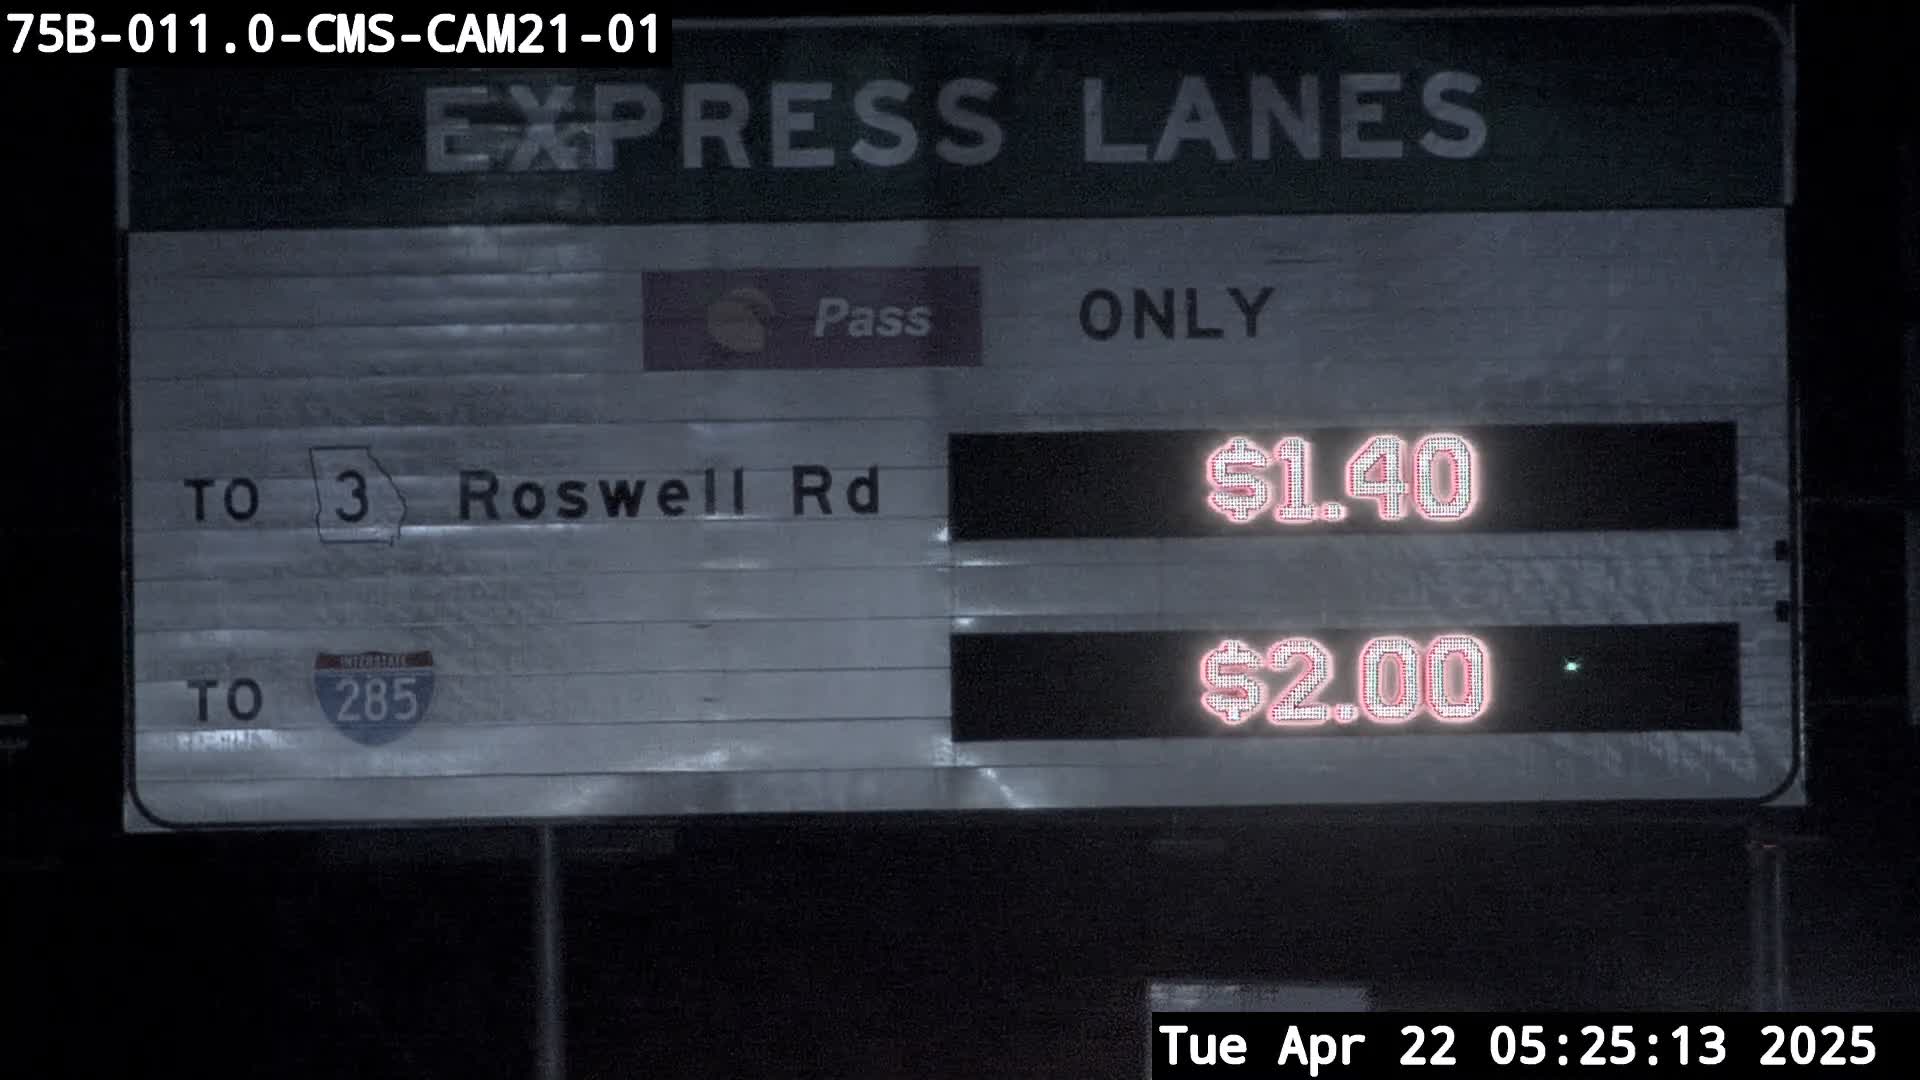 75B-011.0-CMS-CAM21-01
EXPRESS LANES
Pass ONLY
TO 3 Roswell Rd $1.40
INTERSTATE
TO 285 $2.00
Tue Apr 22 05:25:13 2025